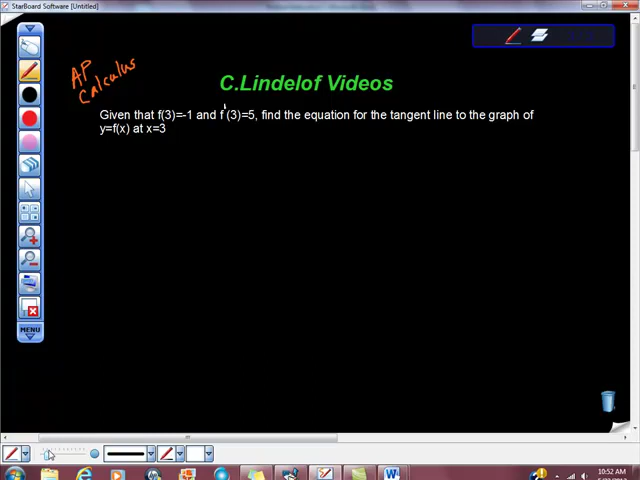 StarBoard Software [Untitled]
AP
Calculus
C.Lindelof Videos
Given that f(3)=-1 and f'(3)=5, find the equation for the tangent line to the graph of
y=f(x) at x=3
MENU
10:52 AM